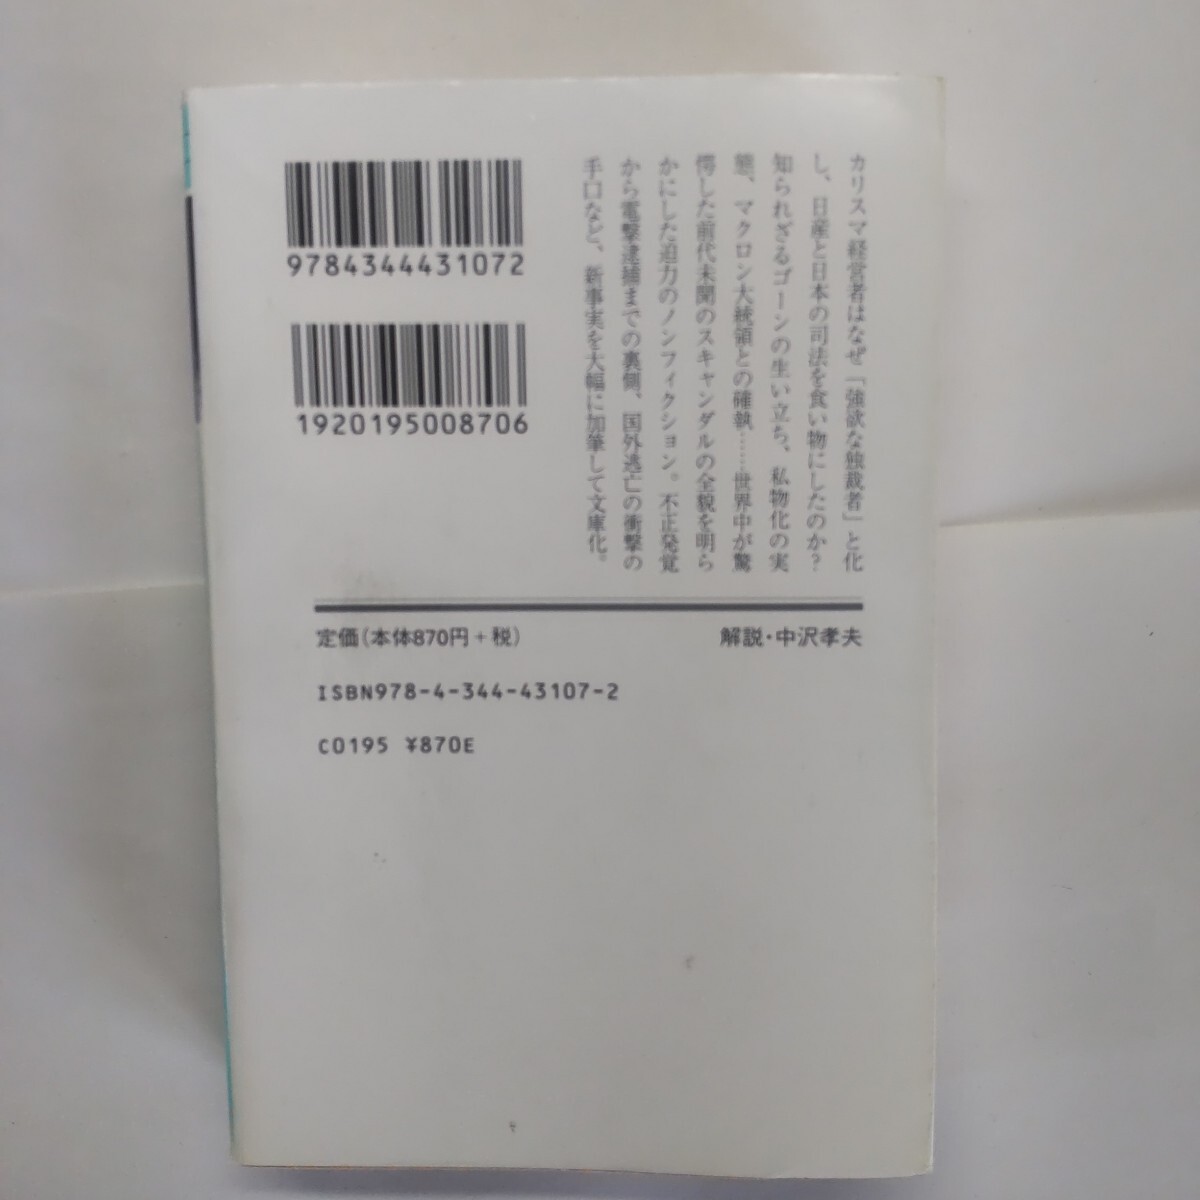 カリスマ経営者はなぜ「強欲な独裁者」と化
し、日産と日本の司法を食い物にしたのか?
知られざるゴーンの生い立ち、私物化の実
態、マクロン大統領との確執……世界中が驚
愕した前代未聞のスキャンダルの全貌を明ら
かにした迫力のノンフィクション。不正発覚
から電撃逮捕までの裏側、国外逃亡の衝撃の
手口など、新事実を大幅に加筆して文庫化。
9784344431072
1920195008706
定価(本体870円+税)
解説・中沢孝夫
ISBN978-4-344-43107-2
C0195 ¥870E